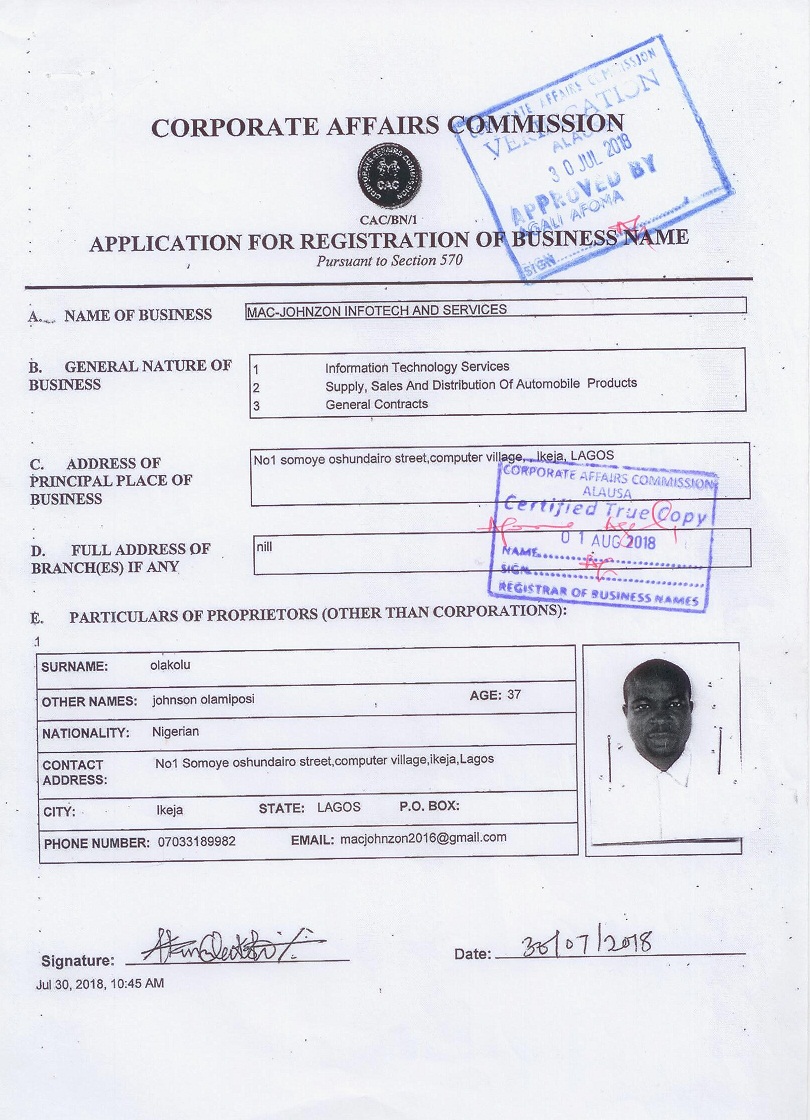 CORPORATE AFFAIRS COMMISSION
CORPORATE AFFAIRS COMMISSION
VERIFICATION
ALAUSA
30 JUL 2018
APPROVED BY
AGALI AFOMA
SIGN
CORPORATE AFFAIRS COMMISSION
CAC
CAC/BN/1
APPLICATION FOR REGISTRATION OF BUSINESS NAME
Pursuant to Section 570
A. NAME OF BUSINESS
MAC-JOHNZON INFOTECH AND SERVICES
B. GENERAL NATURE OF BUSINESS
1 Information Technology Services
2 Supply, Sales And Distribution Of Automobile Products
3 General Contracts
C. ADDRESS OF PRINCIPAL PLACE OF BUSINESS
No1 somoye oshundairo street,computer village, , Ikeja, LAGOS
CORPORATE AFFAIRS COMMISSION
ALAUSA
Certified True Copy
01 AUG 2018
NAME
SIGN
REGISTRAR OF BUSINESS NAMES
D. FULL ADDRESS OF BRANCH(ES) IF ANY
nill
E. PARTICULARS OF PROPRIETORS (OTHER THAN CORPORATIONS):
1
SURNAME: olakolu
OTHER NAMES: johnson olamiposi AGE: 37
NATIONALITY: Nigerian
CONTACT ADDRESS: No1 Somoye oshundairo street,computer village,ikeja,Lagos
CITY: Ikeja STATE: LAGOS P.O. BOX:
PHONE NUMBER: 07033189982 EMAIL: macjohnzon2016@gmail.com
Signature:
Date: 30/07/2018
Jul 30, 2018, 10:45 AM